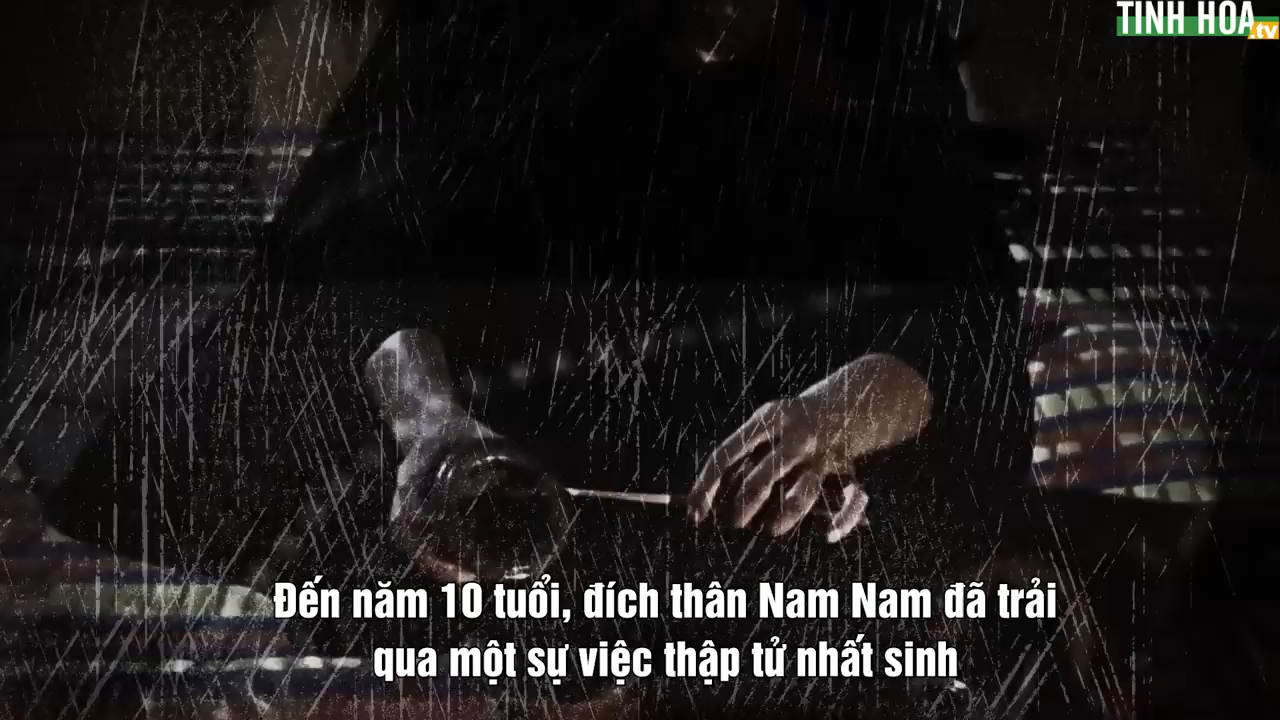 TINH HOA
.tv
Đến năm 10 tuổi, đích thân Nam Nam đã trải
qua một sự việc thập tử nhất sinh